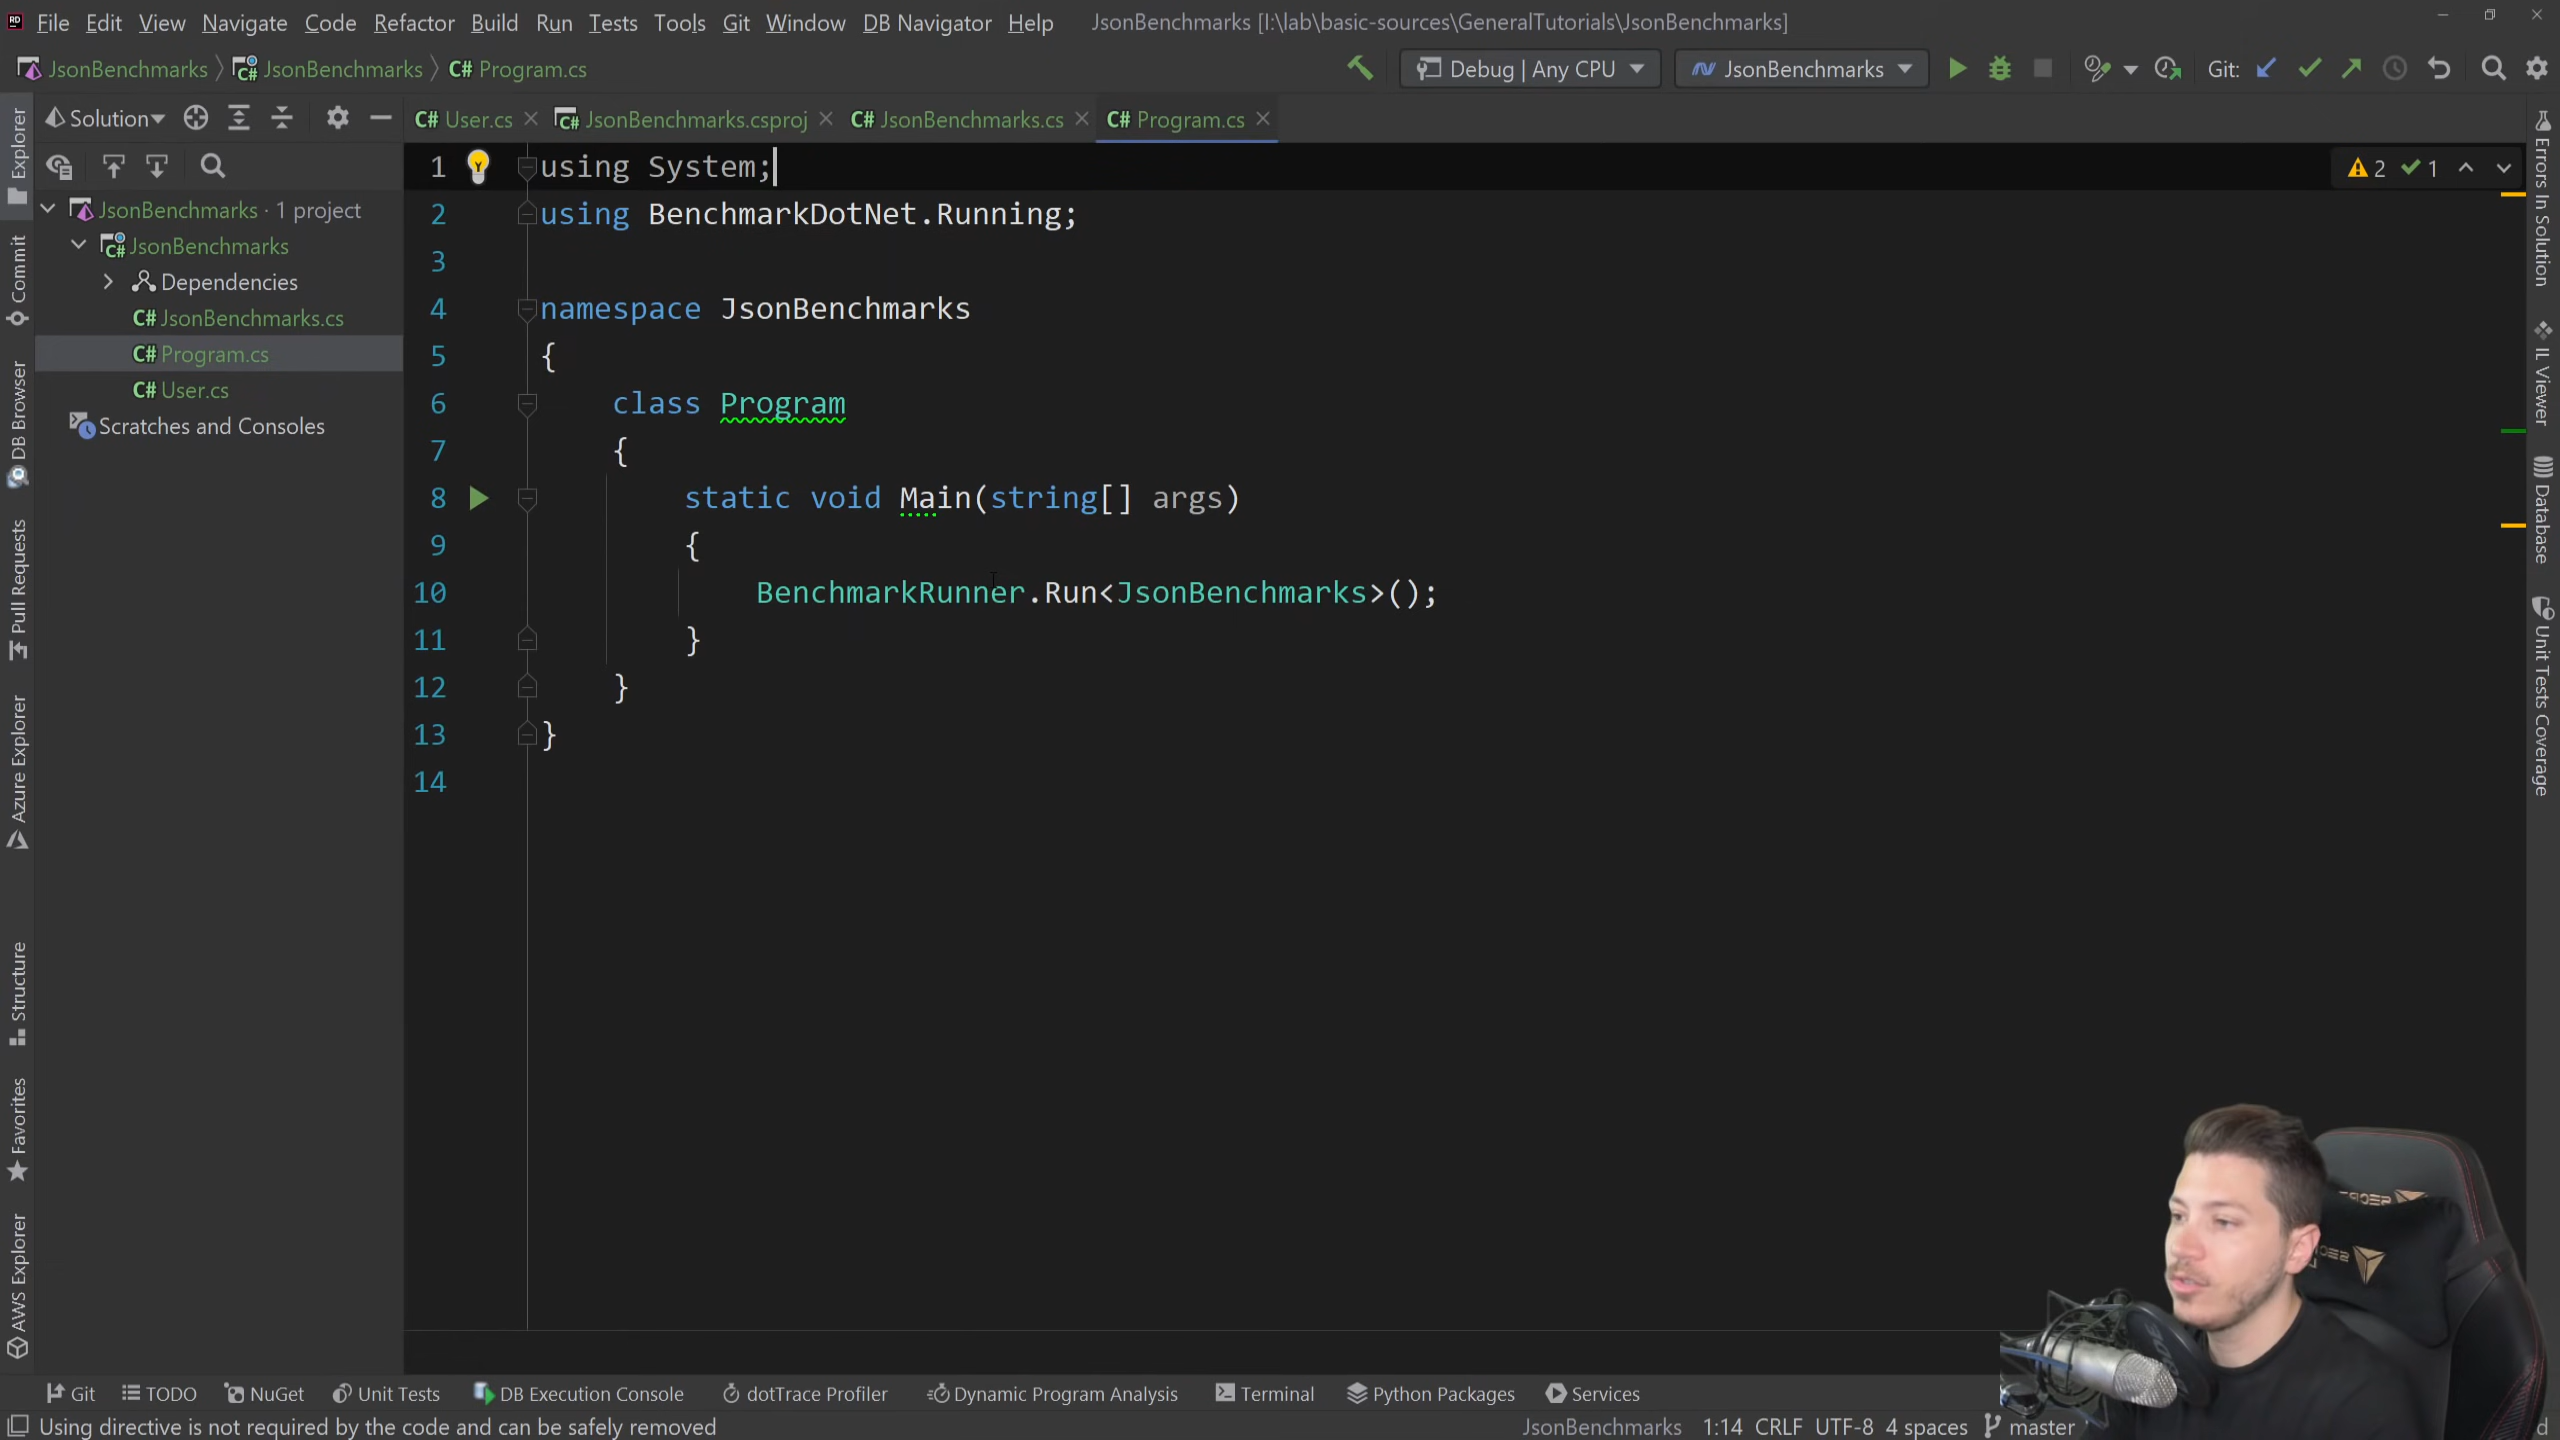 File Edit View Navigate Code Refactor Build Run Tests Tools Git Window DB Navigator Help JsonBenchmarks [I:\lab\basic-sources\GeneralTutorials\JsonBenchmarks]
JsonBenchmarks JsonBenchmarks C# Program.cs Debug | Any CPU JsonBenchmarks Git:
Solution C# User.cs JsonBenchmarks.csproj C# JsonBenchmarks.cs C# Program.cs
JsonBenchmarks · 1 project
JsonBenchmarks
Dependencies
C# JsonBenchmarks.cs
C# Program.cs
C# User.cs
Scratches and Consoles
1 using System;
2 using BenchmarkDotNet.Running;
3
4 namespace JsonBenchmarks
5 {
6 class Program
7 {
8 static void Main(string[] args)
9 {
10 BenchmarkRunner.Run<JsonBenchmarks>();
11 }
12 }
13 }
14
2 1
Explorer
Commit
DB Browser
Pull Requests
Azure Explorer
Structure
Favorites
AWS Explorer
Errors In Solution
IL Viewer
Database
Unit Tests Coverage
Git TODO NuGet Unit Tests DB Execution Console dotTrace Profiler Dynamic Program Analysis Terminal Python Packages Services
Using directive is not required by the code and can be safely removed JsonBenchmarks 1:14 CRLF UTF-8 4 spaces master